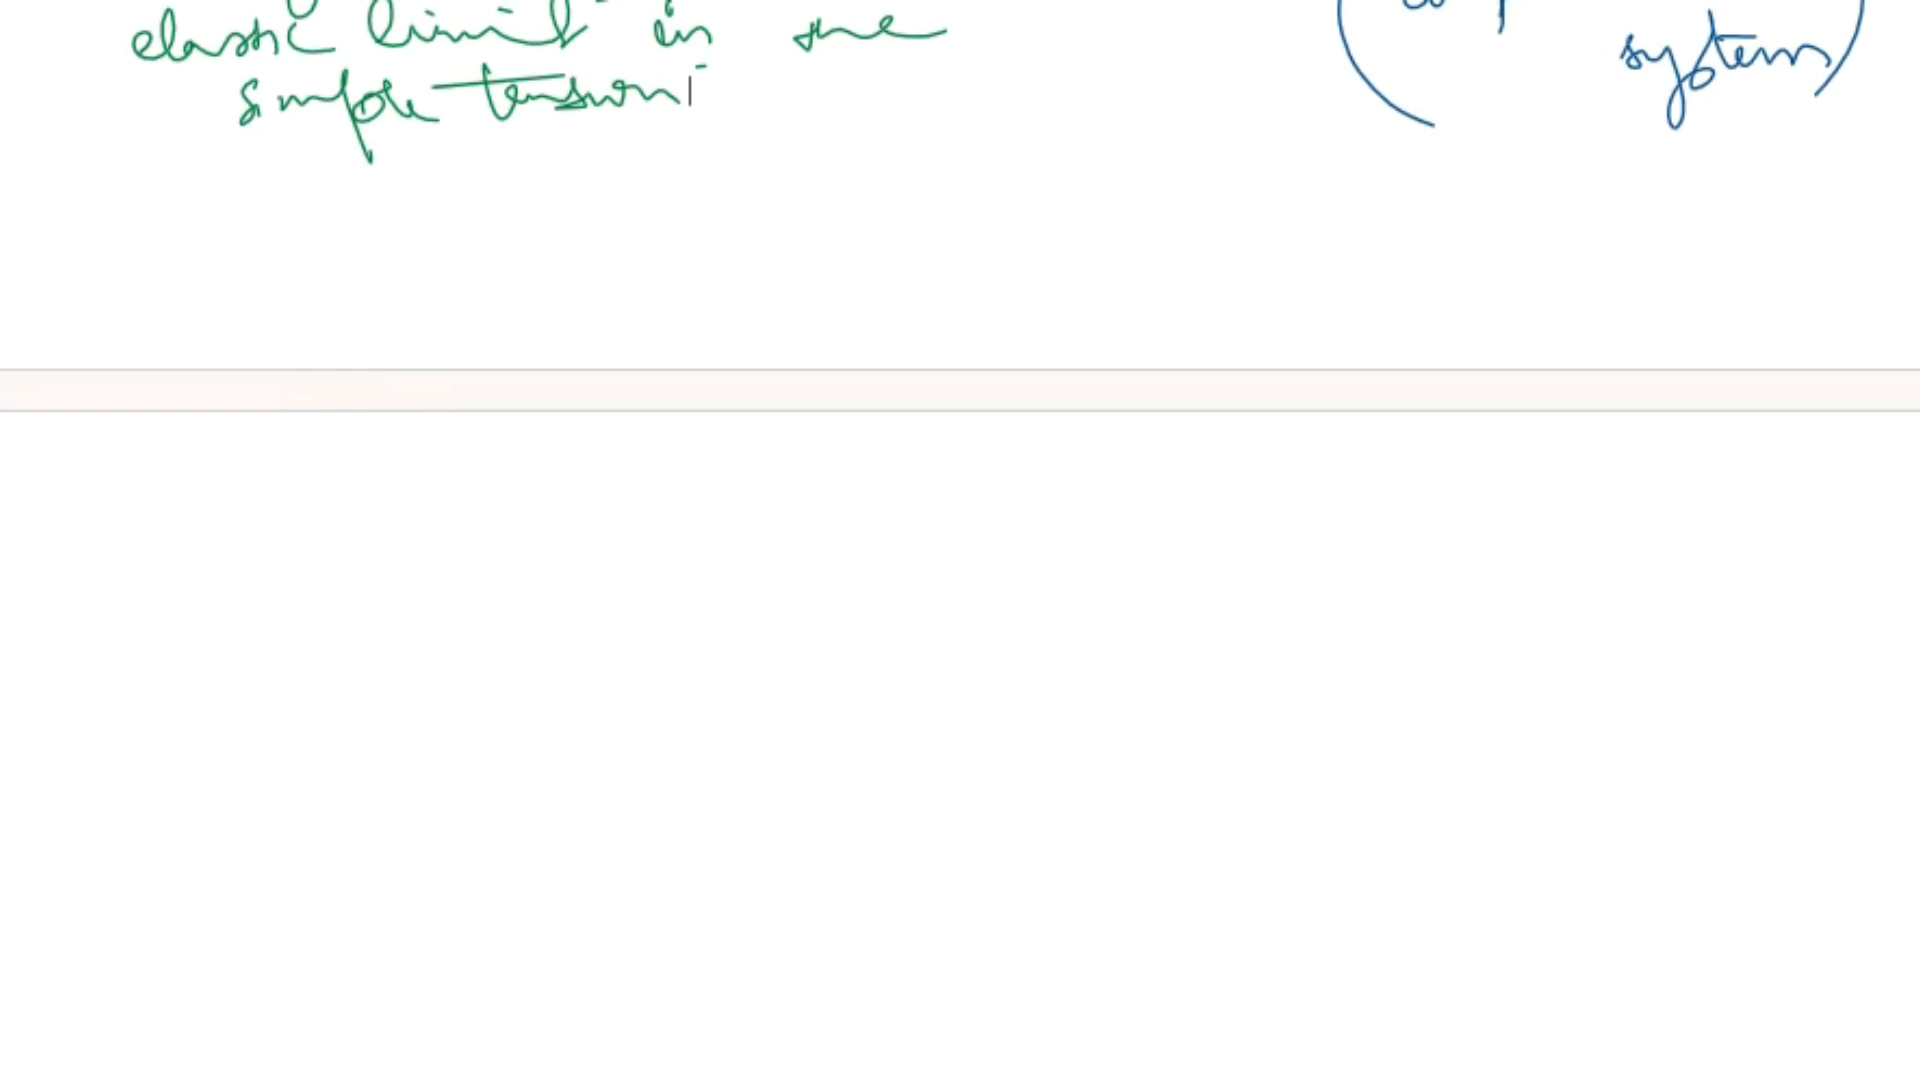 elastic limit in the
simple tension
system)